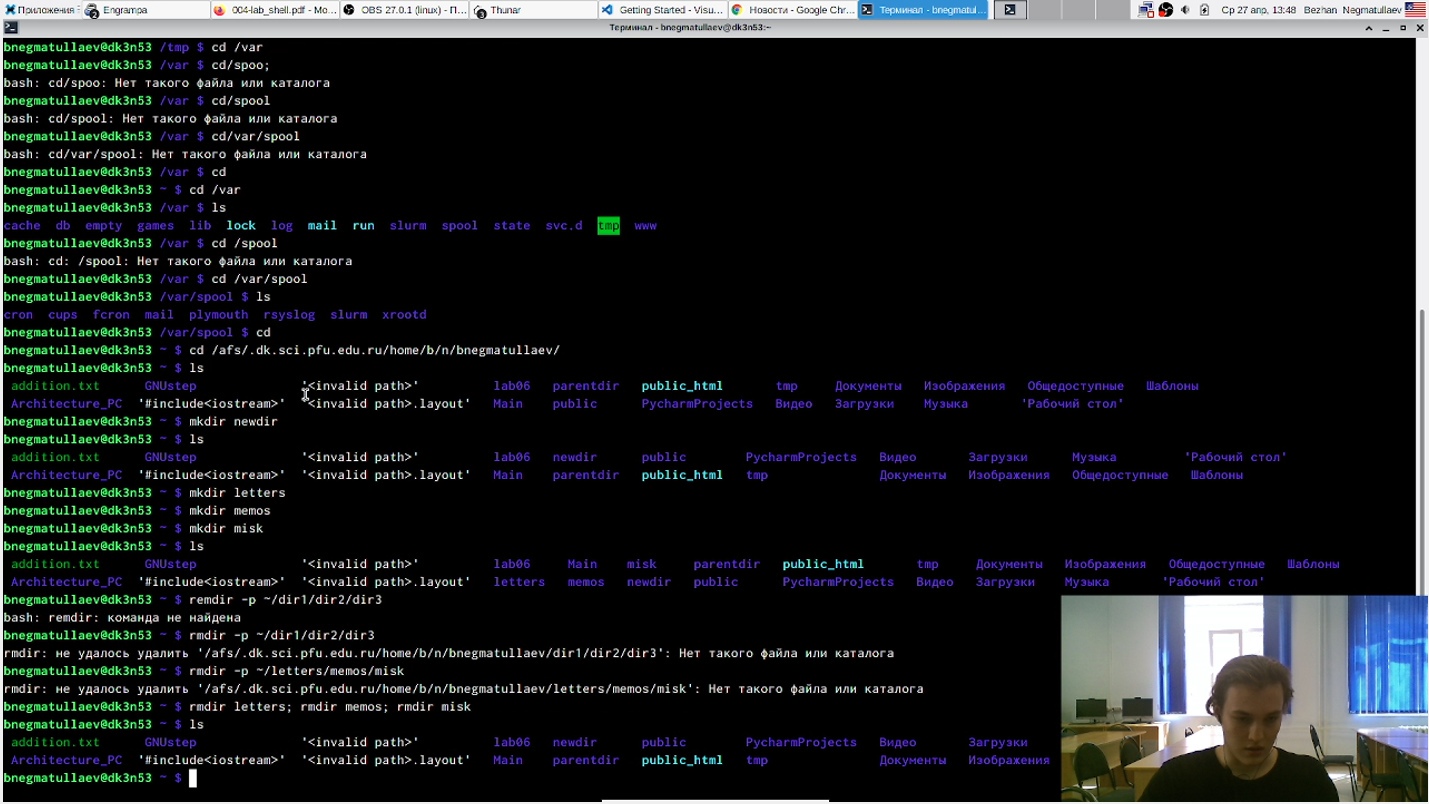 Приложения
Engrampa
004-lab_shell.pdf - Mo...
OBS 27.0.1 (linux) - П...
Thunar
Getting Started - Visu...
Новости - Google Chr...
Терминал - bnegmatul...
Ср 27 апр, 13:48
Bezhan Negmatullaev
Терминал - bnegmatullaev@dk3n53:~
bnegmatullaev@dk3n53 /tmp $ cd /var
bnegmatullaev@dk3n53 /var $ cd/spoo;
bash: cd/spoo: Нет такого файла или каталога
bnegmatullaev@dk3n53 /var $ cd/spool
bash: cd/spool: Нет такого файла или каталога
bnegmatullaev@dk3n53 /var $ cd/var/spool
bash: cd/var/spool: Нет такого файла или каталога
bnegmatullaev@dk3n53 /var $ cd
bnegmatullaev@dk3n53 ~ $ cd /var
bnegmatullaev@dk3n53 /var $ ls
cache db empty games lib lock log mail run slurm spool state svc.d tmp www
bnegmatullaev@dk3n53 /var $ cd /spool
bash: cd: /spool: Нет такого файла или каталога
bnegmatullaev@dk3n53 /var $ cd /var/spool
bnegmatullaev@dk3n53 /var/spool $ ls
cron cups fcron mail plymouth rsyslog slurm xrootd
bnegmatullaev@dk3n53 /var/spool $ cd
bnegmatullaev@dk3n53 ~ $ cd /afs/.dk.sci.pfu.edu.ru/home/b/n/bnegmatullaev/
bnegmatullaev@dk3n53 ~ $ ls
addition.txt GNUstep '<invalid path>' lab06 parentdir public_html tmp Документы Изображения Общедоступные Шаблоны
Architecture_PC '#include<iostream>' '<invalid path>.layout' Main public PycharmProjects Видео Загрузки Музыка 'Рабочий стол'
bnegmatullaev@dk3n53 ~ $ mkdir newdir
bnegmatullaev@dk3n53 ~ $ ls
addition.txt GNUstep '<invalid path>' lab06 newdir public PycharmProjects Видео Загрузки Музыка 'Рабочий стол'
Architecture_PC '#include<iostream>' '<invalid path>.layout' Main parentdir public_html tmp Документы Изображения Общедоступные Шаблоны
bnegmatullaev@dk3n53 ~ $ mkdir letters
bnegmatullaev@dk3n53 ~ $ mkdir memos
bnegmatullaev@dk3n53 ~ $ mkdir misk
bnegmatullaev@dk3n53 ~ $ ls
addition.txt GNUstep '<invalid path>' lab06 Main misk parentdir public_html tmp Документы Изображения Общедоступные Шаблоны
Architecture_PC '#include<iostream>' '<invalid path>.layout' letters memos newdir public PycharmProjects Видео Загрузки Музыка 'Рабочий стол'
bnegmatullaev@dk3n53 ~ $ remdir -p ~/dir1/dir2/dir3
bash: remdir: команда не найдена
bnegmatullaev@dk3n53 ~ $ rmdir -p ~/dir1/dir2/dir3
rmdir: не удалось удалить '/afs/.dk.sci.pfu.edu.ru/home/b/n/bnegmatullaev/dir1/dir2/dir3': Нет такого файла или каталога
bnegmatullaev@dk3n53 ~ $ rmdir -p ~/letters/memos/misk
rmdir: не удалось удалить '/afs/.dk.sci.pfu.edu.ru/home/b/n/bnegmatullaev/letters/memos/misk': Нет такого файла или каталога
bnegmatullaev@dk3n53 ~ $ rmdir letters; rmdir memos; rmdir misk
bnegmatullaev@dk3n53 ~ $ ls
addition.txt GNUstep '<invalid path>' lab06 newdir public PycharmProjects Видео Загрузки
Architecture_PC '#include<iostream>' '<invalid path>.layout' Main parentdir public_html tmp Документы Изображения
bnegmatullaev@dk3n53 ~ $